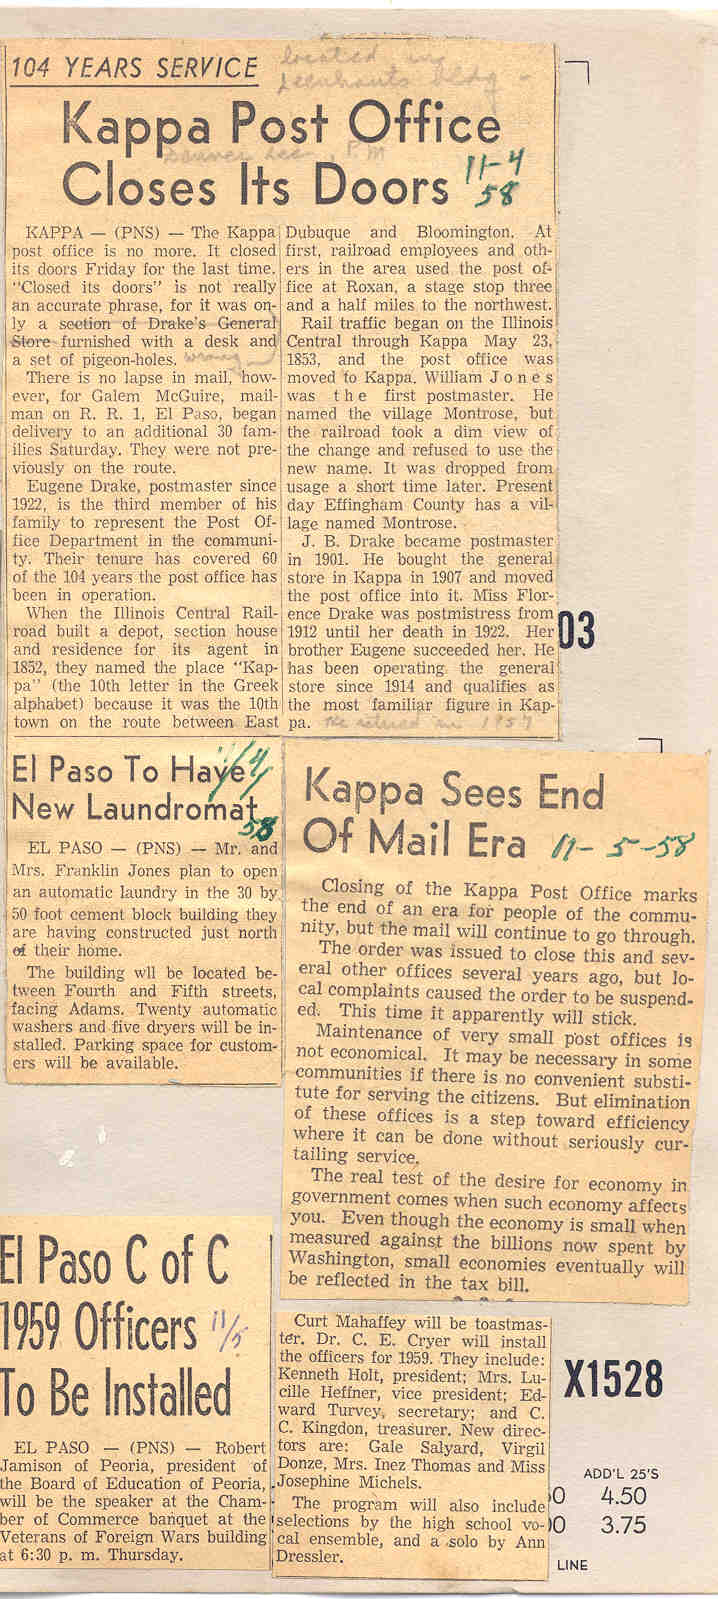 104 YEARS SERVICE
located in
bldg -
Kappa Post Office
P.M
Closes Its Doors
11-4
58
KAPPA — (PNS) — The Kappa
post office is no more. It closed
its doors Friday for the last time.
"Closed its doors" is not really
an accurate phrase, for it was on-
ly a section of Drake's General
Store furnished with a desk and
a set of pigeon-holes. wrong
There is no lapse in mail, how-
ever, for Galem McGuire, mail-
man on R. R. 1, El Paso, began
delivery to an additional 30 fam-
ilies Saturday. They were not pre-
viously on the route.
Eugene Drake, postmaster since
1922, is the third member of his
family to represent the Post Of-
fice Department in the communi-
ty. Their tenure has covered 60
of the 104 years the post office has
been in operation.
When the Illinois Central Rail-
road built a depot, section house
and residence for its agent in
1852, they named the place "Kap-
pa" (the 10th letter in the Greek
alphabet) because it was the 10th
town on the route between East
Dubuque and Bloomington. At
first, railroad employees and oth-
ers in the area used the post of-
fice at Roxan, a stage stop three
and a half miles to the northwest.
Rail traffic began on the Illinois
Central through Kappa May 23,
1853, and the post office was
moved to Kappa. William Jones
was the first postmaster. He
named the village Montrose, but
the railroad took a dim view of
the change and refused to use the
new name. It was dropped from
usage a short time later. Present
day Effingham County has a vil-
lage named Montrose.
J. B. Drake became postmaster
in 1901. He bought the general
store in Kappa in 1907 and moved
the post office into it. Miss Flor-
ence Drake was postmistress from
1912 until her death in 1922. Her
brother Eugene succeeded her. He
has been operating the general
store since 1914 and qualifies as
the most familiar figure in Kap-
pa. He retired in 1957
03
El Paso To Have
New Laundromat
11/4/
58
EL PASO — (PNS) — Mr. and
Mrs. Franklin Jones plan to open
an automatic laundry in the 30 by
50 foot cement block building they
are having constructed just north
of their home.
The building wll be located be-
tween Fourth and Fifth streets,
facing Adams. Twenty automatic
washers and five dryers will be in-
stalled. Parking space for custom-
ers will be available.
Kappa Sees End
Of Mail Era
11-5-58
Closing of the Kappa Post Office marks
the end of an era for people of the commu-
nity, but the mail will continue to go through.
The order was issued to close this and sev-
eral other offices several years ago, but lo-
cal complaints caused the order to be suspend-
ed. This time it apparently will stick.
Maintenance of very small post offices is
not economical. It may be necessary in some
communities if there is no convenient substi-
tute for serving the citizens. But elimination
of these offices is a step toward efficiency
where it can be done without seriously cur-
tailing service.
The real test of the desire for economy in
government comes when such economy affects
you. Even though the economy is small when
measured against the billions now spent by
Washington, small economies eventually will
be reflected in the tax bill.
El Paso C of C
1959 Officers
To Be Installed
11/5
EL PASO — (PNS) — Robert
Jamison of Peoria, president of
the Board of Education of Peoria,
will be the speaker at the Cham-
ber of Commerce banquet at the
Veterans of Foreign Wars building
at 6:30 p. m. Thursday.
Curt Mahaffey will be toastmas-
ter. Dr. C. E. Cryer will install
the officers for 1959. They include:
Kenneth Holt, president; Mrs. Lu-
cille Heffner, vice president; Ed-
ward Turvey, secretary; and C.
C. Kingdon, treasurer. New direc-
tors are: Gale Salyard, Virgil
Donze, Mrs. Inez Thomas and Miss
Josephine Michels.
The program will also include
selections by the high school vo-
cal ensemble, and a solo by Ann
Dressler.
X1528
ADD'L 25'S
0 4.50
0 3.75
LINE